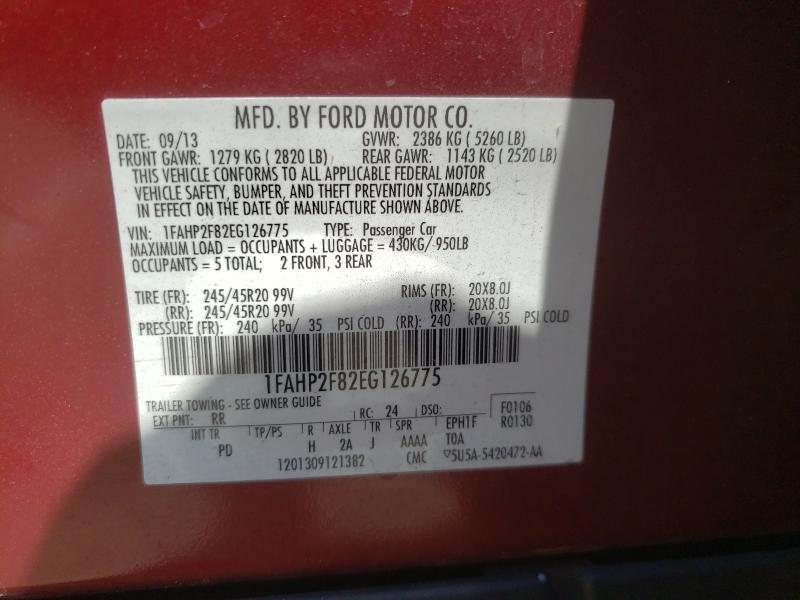 MFD. BY FORD MOTOR CO.
DATE: 09/13 GVWR: 2386 KG ( 5260 LB)
FRONT GAWR: 1279 KG ( 2820 LB) REAR GAWR: 1143 KG ( 2520 LB)
THIS VEHICLE CONFORMS TO ALL APPLICABLE FEDERAL MOTOR
VEHICLE SAFETY, BUMPER, AND THEFT PREVENTION STANDARDS
IN EFFECT ON THE DATE OF MANUFACTURE SHOWN ABOVE.
VIN: 1FAHP2F82EG126775 TYPE: Passenger Car
MAXIMUM LOAD = OCCUPANTS + LUGGAGE = 430KG/ 950LB
OCCUPANTS = 5 TOTAL; 2 FRONT, 3 REAR
TIRE (FR): 245/45R20 99V RIMS (FR): 20X8.0J
(RR): 245/45R20 99V (RR): 20X8.0J
PRESSURE (FR): 240 kPa/ 35 PSI COLD (RR): 240 kPa/ 35 PSI COLD
1FAHP2F82EG126775
TRAILER TOWING - SEE OWNER GUIDE
EXT PNT: RR RC: 24 DSO: F0106
R0130
INT TR TP/PS R AXLE TR SPR EPH1F
PD H 2A J AAAA TOA
1201309121382 CMC 5U5A-5420472-AA